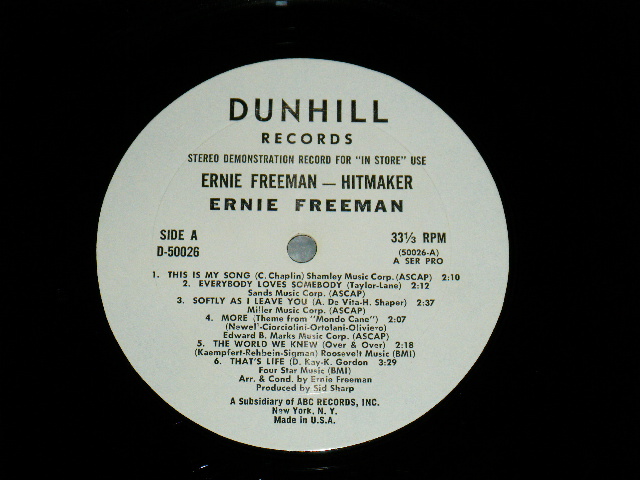 DUNHILL
RECORDS
STEREO DEMONSTRATION RECORD FOR "IN STORE" USE
ERNIE FREEMAN — HITMAKER
ERNIE FREEMAN
SIDE A
D-50026
33⅓ RPM
(50026-A)
A SER PRO
1. THIS IS MY SONG (C. Chaplin) Shamley Music Corp. (ASCAP) 2:10
2. EVERYBODY LOVES SOMEBODY (Taylor-Lane) 2:12
Sands Music Corp. (ASCAP)
3. SOFTLY AS I LEAVE YOU (A. De Vita-H. Shaper) 2:37
Miller Music Corp. (ASCAP)
4. MORE (Theme from "Mondo Cane") 2:07
(Newel'-Ciorciolini-Ortolani-Oliviero)
Edward B. Marks Music Corp. (ASCAP)
5. THE WORLD WE KNEW (Over & Over) 2:18
(Kaempfert-Rehbein-Sigman) Roosevelt Music (BMI)
6. THAT'S LIFE (D. Kay-K. Gordon 3:29
Four Star Music (BMI)
Arr. & Cond. by Ernie Freeman
Produced by Sid Sharp
A Subsidiary of ABC RECORDS, INC.
New York, N. Y.
Made in U.S.A.